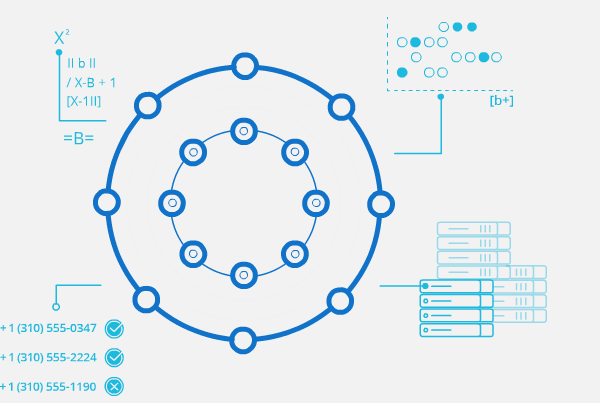 X²
II b II
/ X-B + 1
[X-1II]
=B=
[b+]
+1 (310) 555-0347
+1 (310) 555-2224
+1 (310) 555-1190